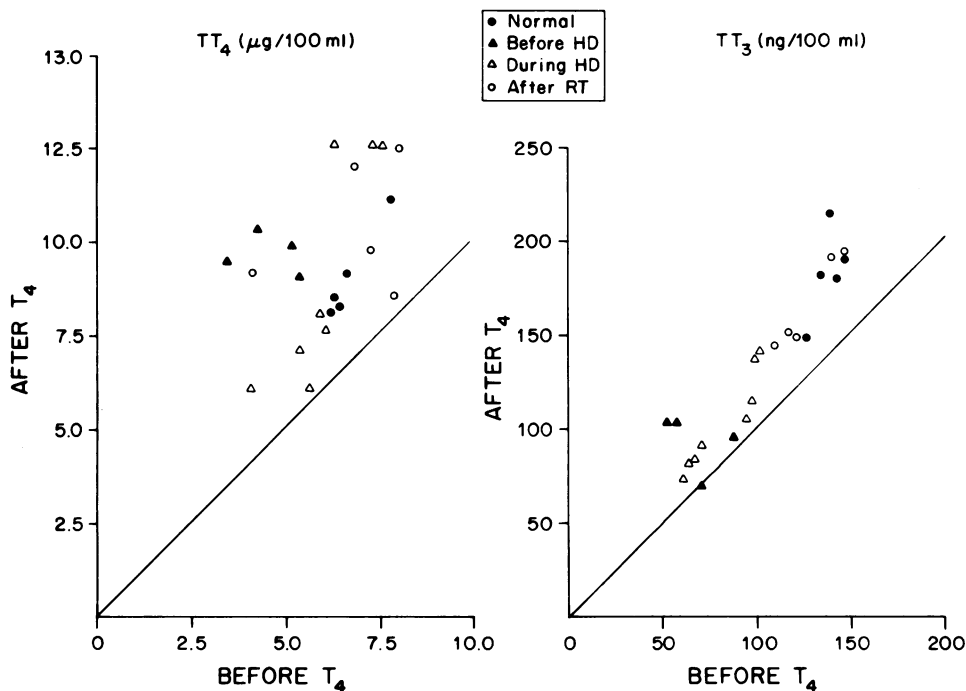 ● Normal
▲ Before HD
△ During HD
○ After RT
TT4 (μg/100 ml)
13.0
12.5
10.0
7.5
5.0
2.5
0
5.0
7.5
10.0
AFTER T4
BEFORE T4
TT3 (ng/100 ml)
250
200
150
100
50
0
50
100
150
200
AFTER T4
BEFORE T4